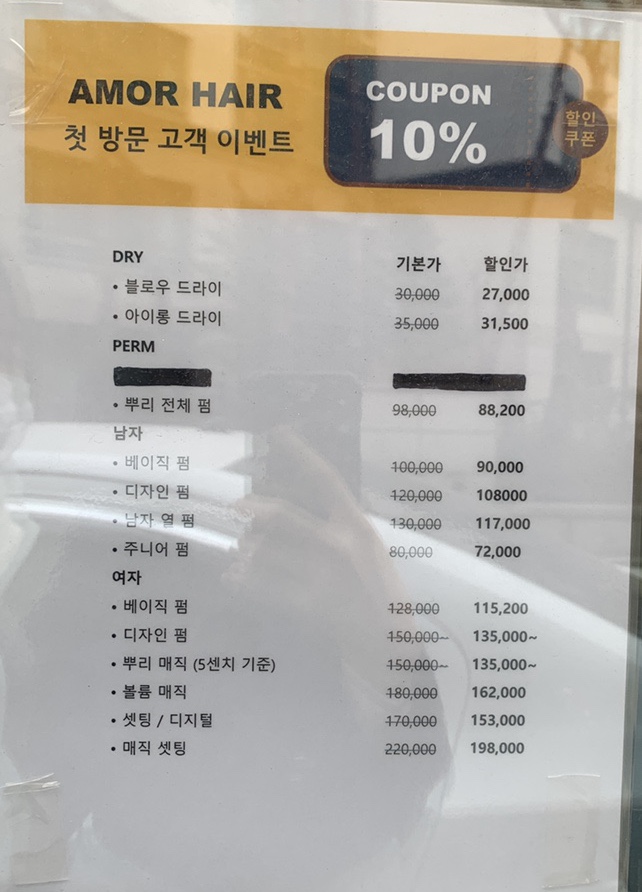 AMOR HAIR
첫 방문 고객 이벤트
COUPON
10%
할인
쿠폰
DRY 기본가 할인가
• 블로우 드라이 30,000 27,000
• 아이롱 드라이 35,000 31,500
PERM
• 뿌리 전체 펌 98,000 88,200
남자
• 베이직 펌 100,000 90,000
• 디자인 펌 120,000 108000
• 남자 열 펌 130,000 117,000
• 주니어 펌 80,000 72,000
여자
• 베이직 펌 128,000 115,200
• 디자인 펌 150,000~ 135,000~
• 뿌리 매직 (5센치 기준) 150,000~ 135,000~
• 볼륨 매직 180,000 162,000
• 셋팅 / 디지털 170,000 153,000
• 매직 셋팅 220,000 198,000